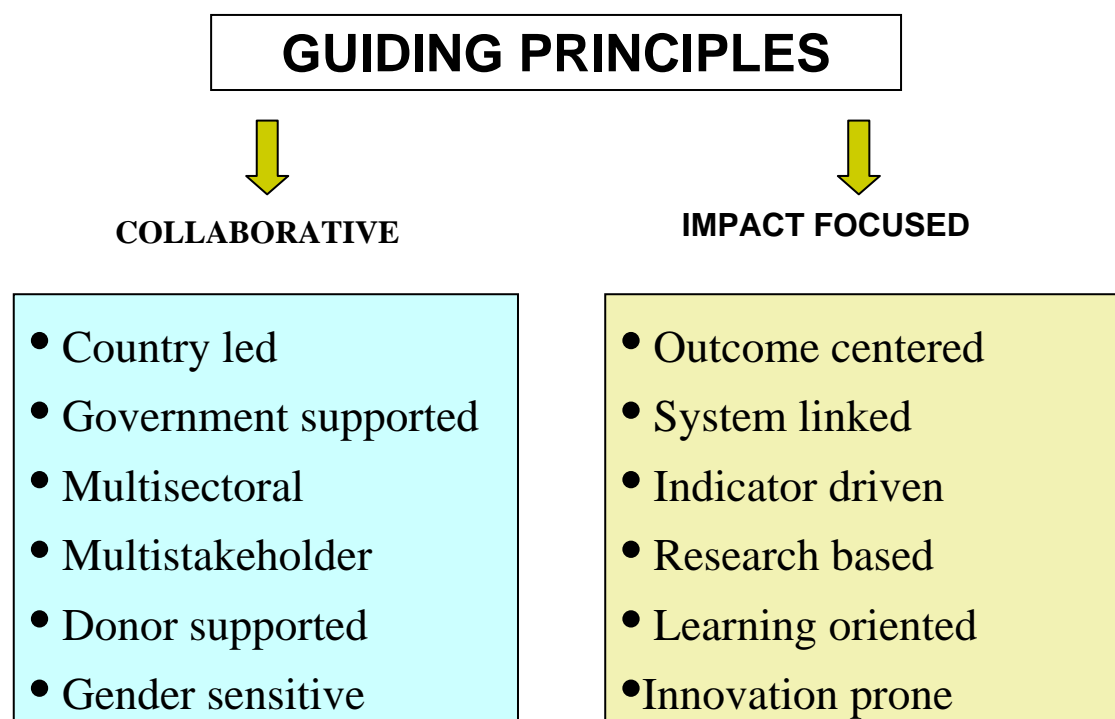 GUIDING PRINCIPLES
COLLABORATIVE
• Country led
• Government supported
• Multisectoral
• Multistakeholder
• Donor supported
• Gender sensitive
IMPACT FOCUSED
• Outcome centered
• System linked
• Indicator driven
• Research based
• Learning oriented
•Innovation prone